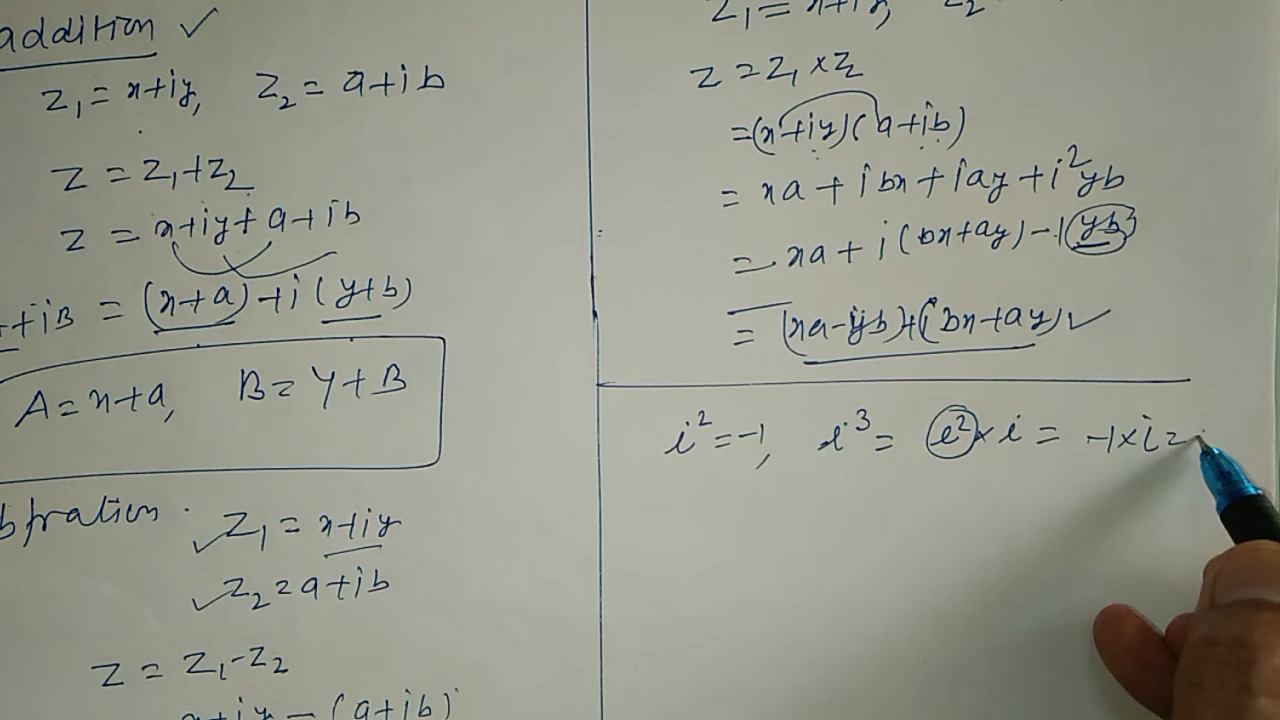 addition ✓
z₁ = x+iy, z₂ = a+ib
z = z₁+z₂
z = x+iy+a+ib
+iB = (x+a)+i(y+b)
A=x+a, B=Y+B
btration.
✓z₁ = x+iy
✓z₂=a+ib
z = z₁-z₂
x+iy-(a+ib)
z₁=x+iy, z₂
z=z₁×z₂
=(x+iy)(a+ib)
= xa+ibx+iay+i²yb
= xa+i(bx+ay)-1(yb)
= (xa-yb)+i(bx+ay)✓
i²=-1, i³= i²×i = -1×i=